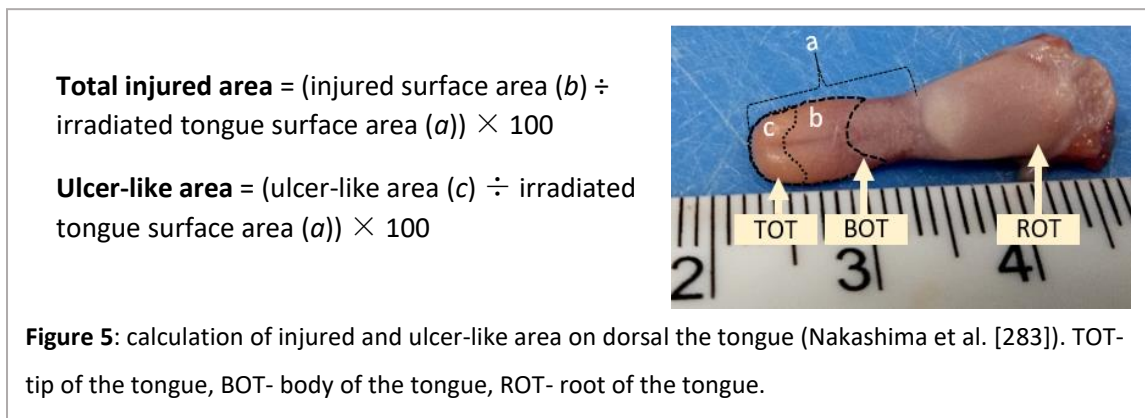 Total injured area = (injured surface area (b) ÷
irradiated tongue surface area (a)) × 100
Ulcer-like area = (ulcer-like area (c) ÷ irradiated
tongue surface area (a)) × 100
a
c
b
TOT
BOT
ROT
2
3
4
Figure 5: calculation of injured and ulcer-like area on dorsal the tongue (Nakashima et al. [283]). TOT-
tip of the tongue, BOT- body of the tongue, ROT- root of the tongue.